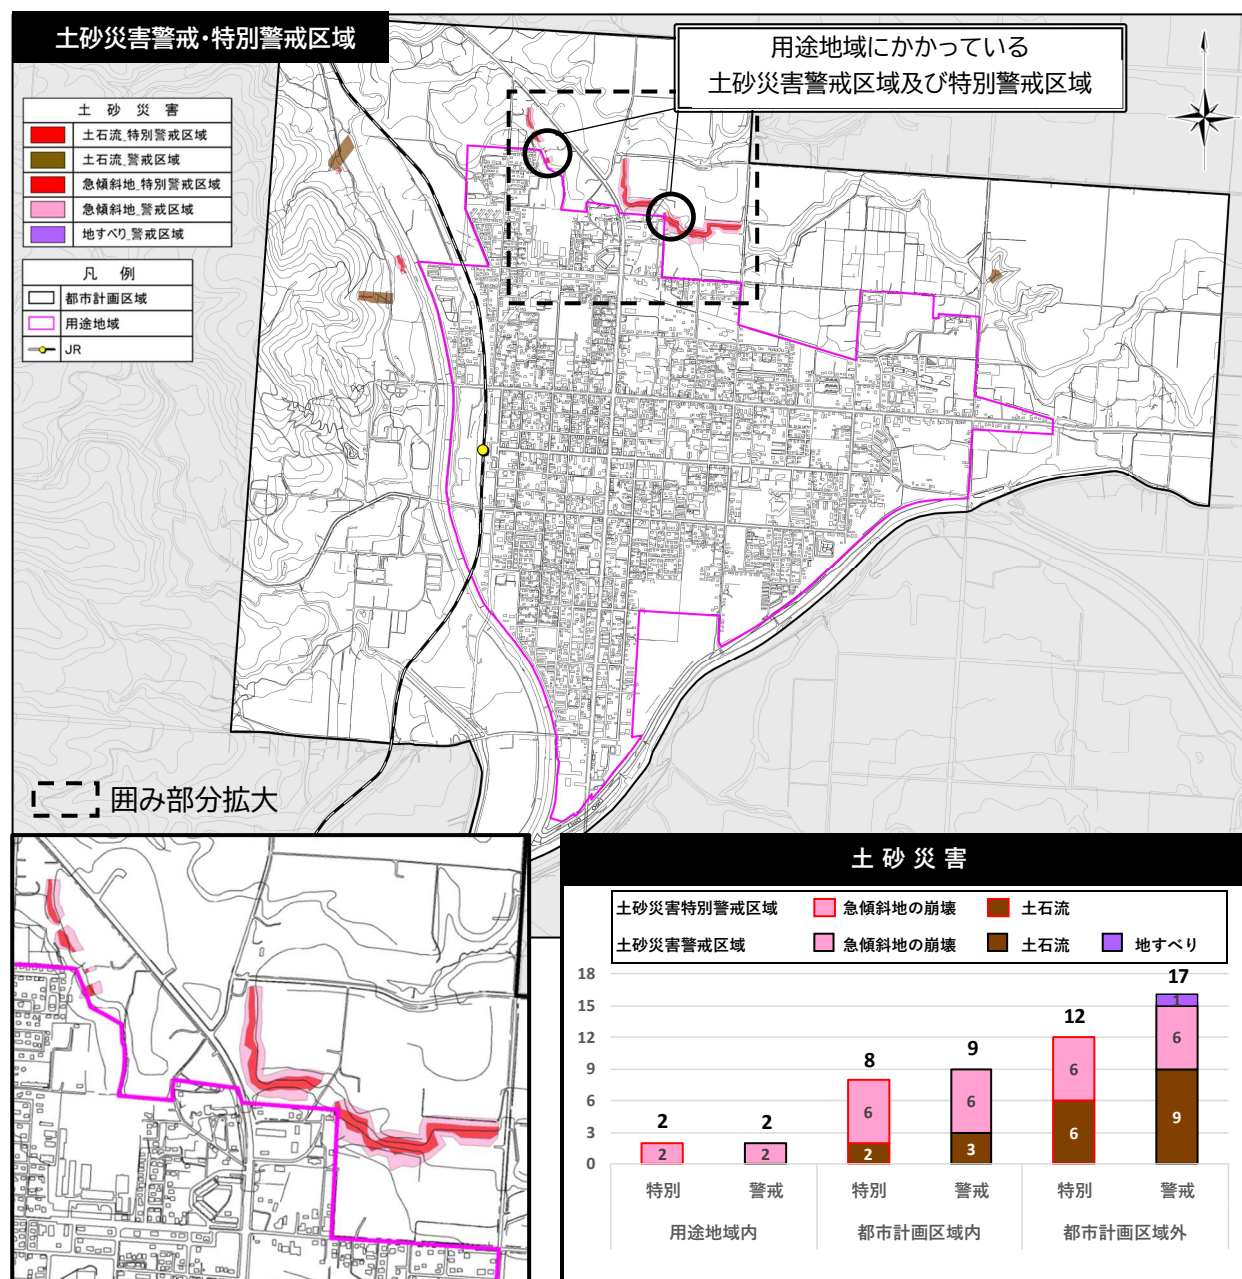 土砂災害警戒・特別警戒区域
用途地域にかかっている
土砂災害警戒区域及び特別警戒区域
土砂災害
土石流_特別警戒区域
土石流_警戒区域
急傾斜地_特別警戒区域
急傾斜地_警戒区域
地すべり_警戒区域
凡例
都市計画区域
用途地域
JR
囲み部分拡大
土砂災害
土砂災害特別警戒区域 急傾斜地の崩壊 土石流
土砂災害警戒区域 急傾斜地の崩壊 土石流 地すべり
18
15
12
9
6
3
0
2
2
2
2
8
6
2
9
6
3
12
6
6
17
1
6
9
特別 警戒 特別 警戒 特別 警戒
用途地域内 都市計画区域内 都市計画区域外